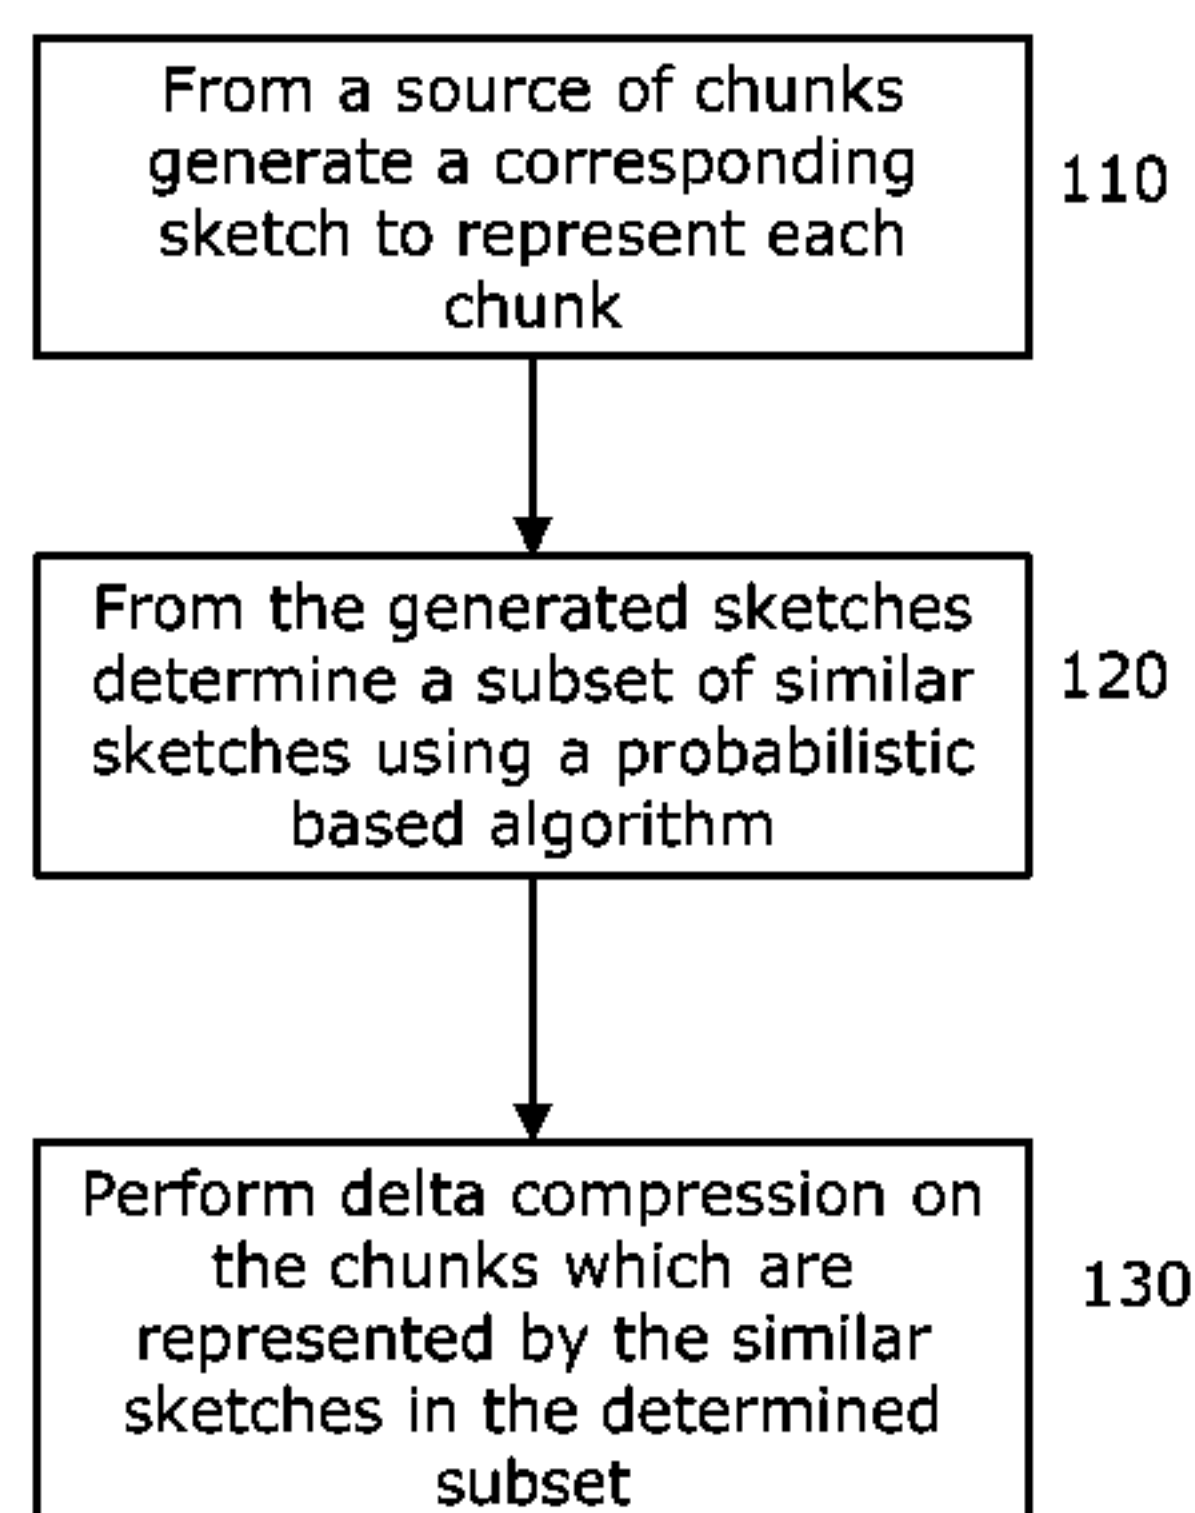 From a source of chunks
generate a corresponding
sketch to represent each
chunk
110
From the generated sketches
determine a subset of similar
sketches using a probabilistic
based algorithm
120
Perform delta compression on
the chunks which are
represented by the similar
sketches in the determined
subset
130